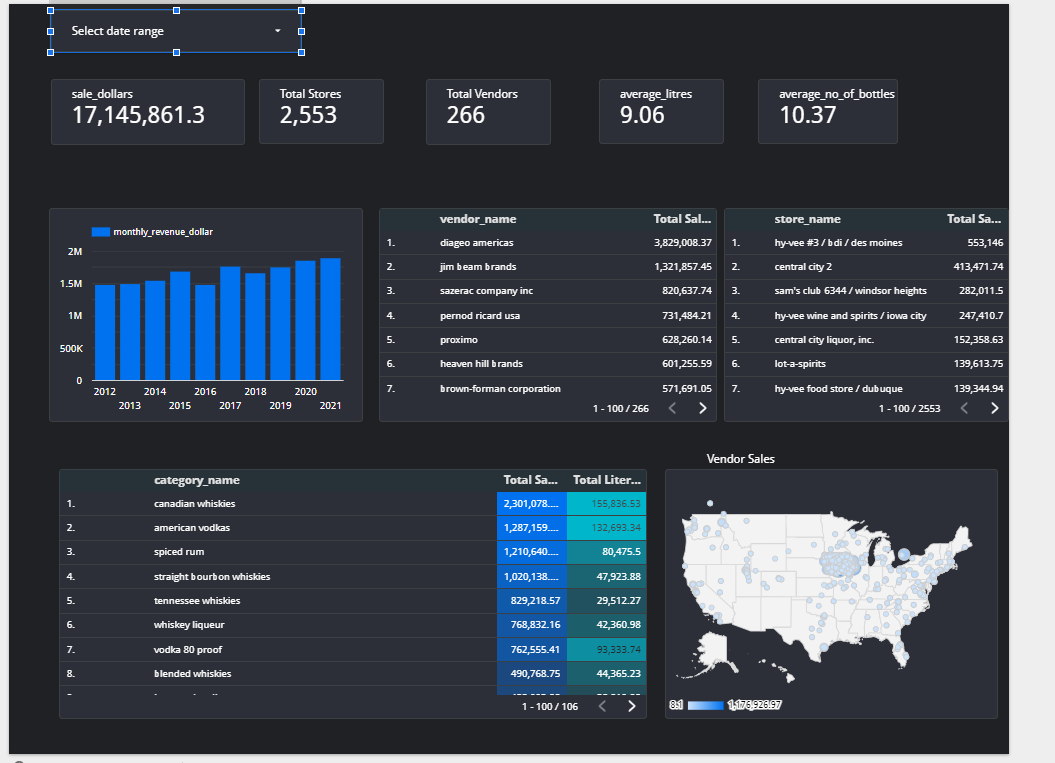 Select date range
sale_dollars
17,145,861.3
Total Stores
2,553
Total Vendors
266
average_litres
9.06
average_no_of_bottles
10.37
monthly_revenue_dollar
2M
1.5M
1M
500K
0
2012 2014 2016 2018 2020
2013 2015 2017 2019 2021
vendor_name Total Sal...
1. diageo americas 3,829,008.37
2. jim beam brands 1,321,857.45
3. sazerac company inc 820,637.74
4. pernod ricard usa 731,484.21
5. proximo 628,260.14
6. heaven hill brands 601,255.59
7. brown-forman corporation 571,691.05
1 - 100 / 266
store_name Total Sa...
1. hy-vee #3 / bdi / des moines 553,146
2. central city 2 413,471.74
3. sam's club 6344 / windsor heights 282,011.5
4. hy-vee wine and spirits / iowa city 247,410.7
5. central city liquor, inc. 152,358.63
6. lot-a-spirits 139,613.75
7. hy-vee food store / dubuque 139,344.94
1 - 100 / 2553
category_name Total Sa... Total Liter...
1. canadian whiskies 2,301,078.... 155,836.53
2. american vodkas 1,287,159.... 132,693.34
3. spiced rum 1,210,640.... 80,475.5
4. straight bourbon whiskies 1,020,138.... 47,923.88
5. tennessee whiskies 829,218.57 29,512.27
6. whiskey liqueur 768,832.16 42,360.98
7. vodka 80 proof 762,555.41 93,333.74
8. blended whiskies 490,768.75 44,365.23
1 - 100 / 106
Vendor Sales